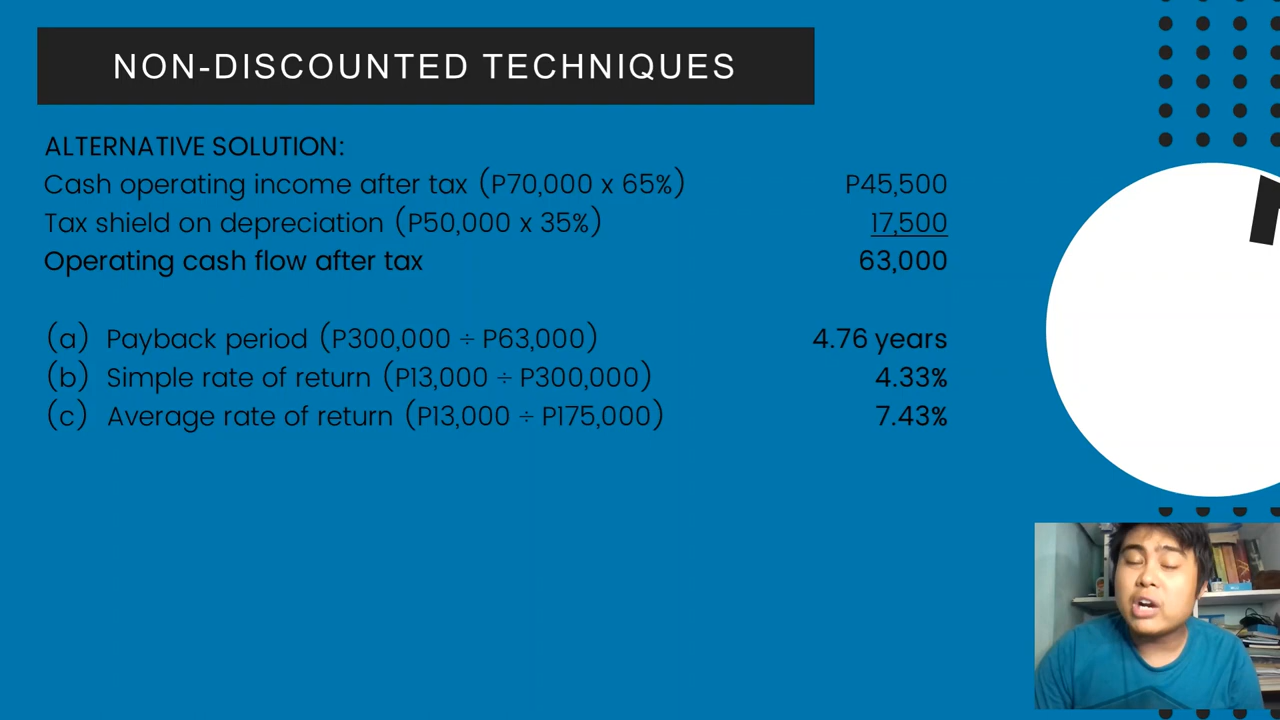 NON-DISCOUNTED TECHNIQUES
ALTERNATIVE SOLUTION:
Cash operating income after tax (P70,000 x 65%) P45,500
Tax shield on depreciation (P50,000 x 35%) 17,500
Operating cash flow after tax 63,000
(a) Payback period (P300,000 ÷ P63,000) 4.76 years
(b) Simple rate of return (P13,000 ÷ P300,000) 4.33%
(c) Average rate of return (P13,000 ÷ P175,000) 7.43%